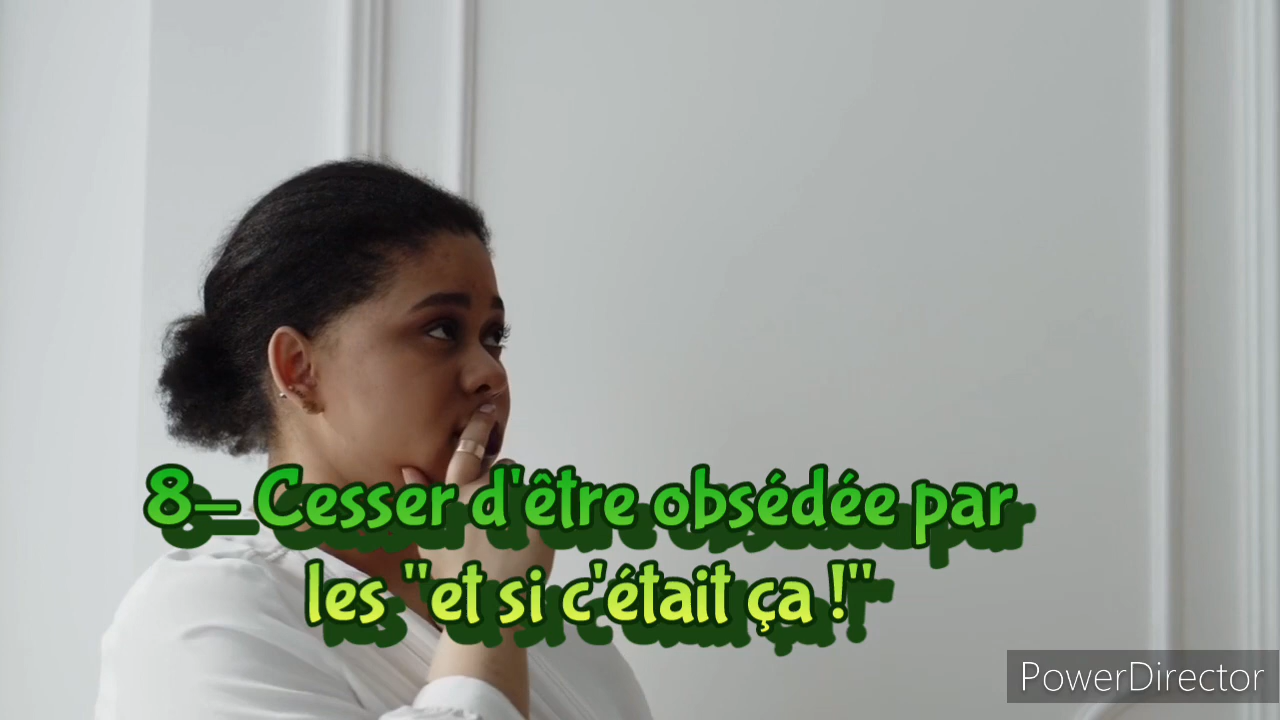 8– Cesser d'être obsédée par
les "et si c'était ça !"
PowerDirector